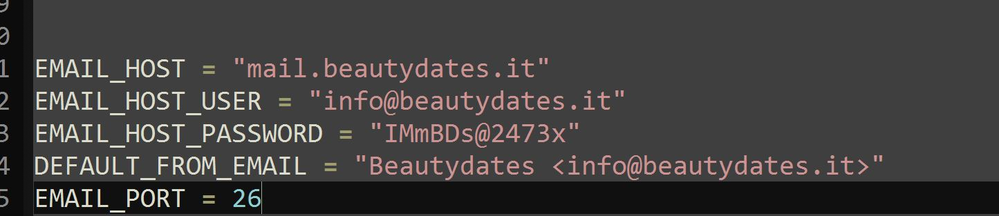 9
0
1 EMAIL_HOST = "mail.beautydates.it"
2 EMAIL_HOST_USER = "info@beautydates.it"
3 EMAIL_HOST_PASSWORD = "IMmBDs@2473x"
4 DEFAULT_FROM_EMAIL = "Beautydates <info@beautydates.it>"
5 EMAIL_PORT = 26